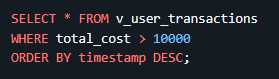 SELECT * FROM v_user_transactions
WHERE total_cost > 10000
ORDER BY timestamp DESC;